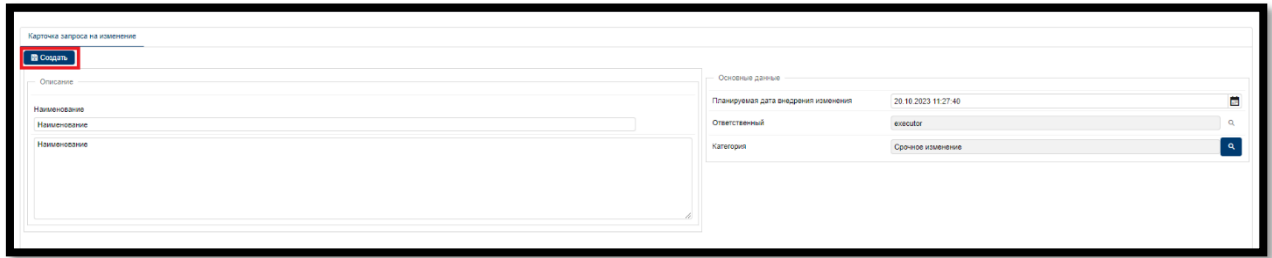 Карточка запроса на изменение
Создать
Описание
Наименование
Наименование
Наименование
Основные данные
Планируемая дата внедрения изменения 20.10.2023 11:27:40
Ответственный executor
Категория Срочное изменение